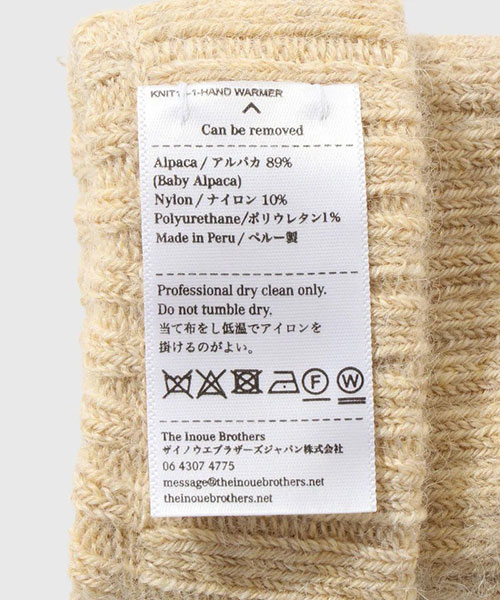 KNIT1-1-HAND WARMER
Can be removed
Alpaca / アルパカ 89%
(Baby Alpaca)
Nylon / ナイロン 10%
Polyurethane/ポリウレタン1%
Made in Peru / ペルー製
Professional dry clean only.
Do not tumble dry.
当て布をし低温でアイロンを
掛けるのがよい。
F W
The Inoue Brothers
ザイノウエブラザーズジャパン株式会社
06 4307 4775
message@theinouebrothers.net
theinouebrothers.net